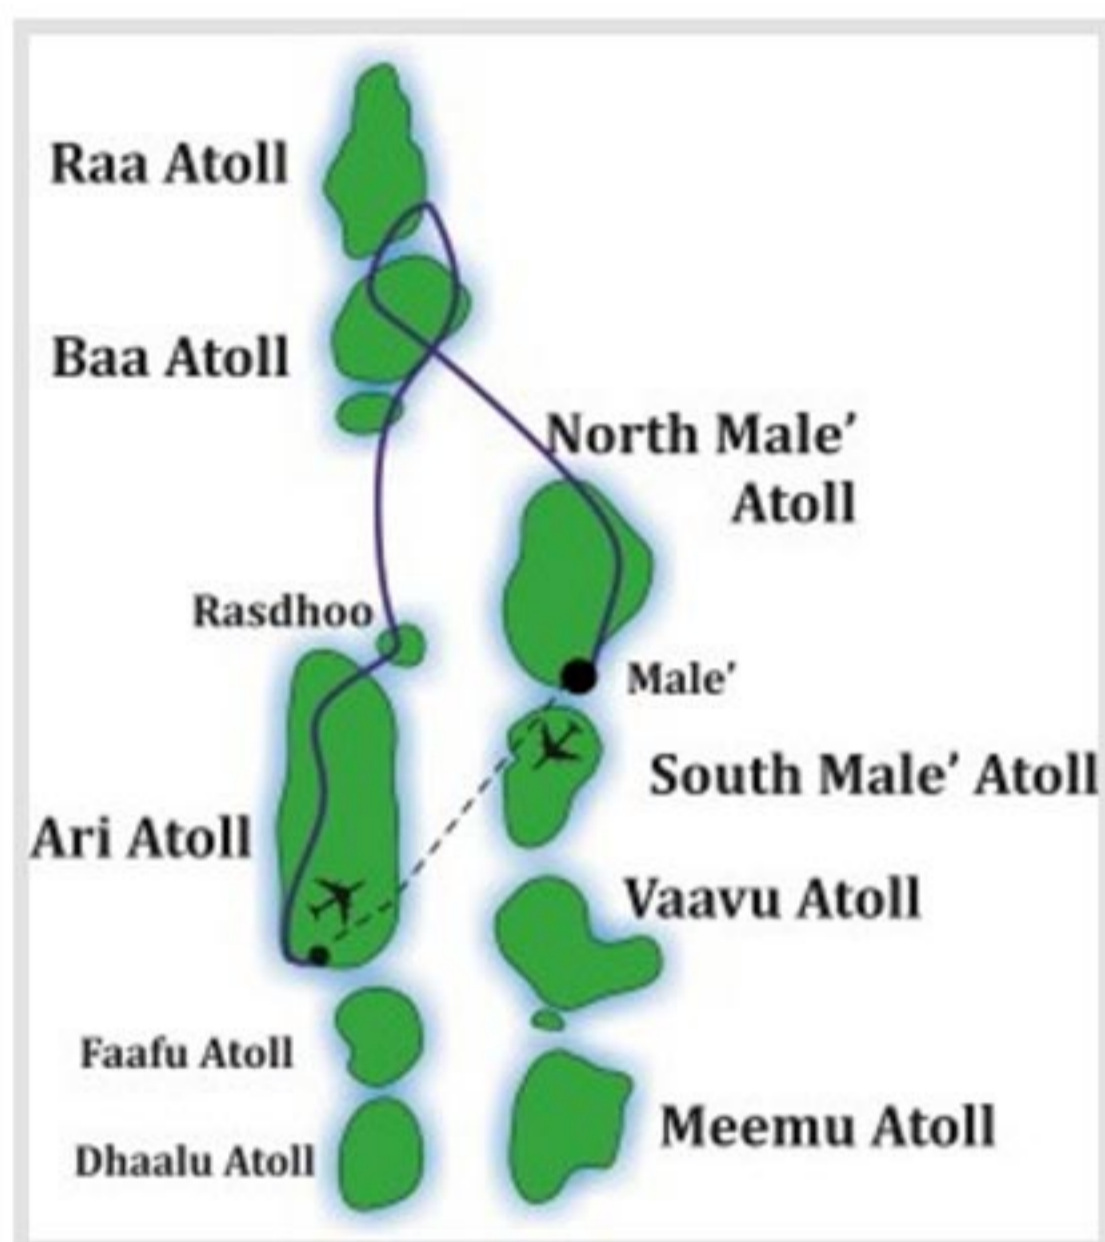 Raa Atoll
Baa Atoll
North Male’
Atoll
Rasdhoo
Male’
South Male’ Atoll
Ari Atoll
Vaavu Atoll
Faafu Atoll
Meemu Atoll
Dhaalu Atoll